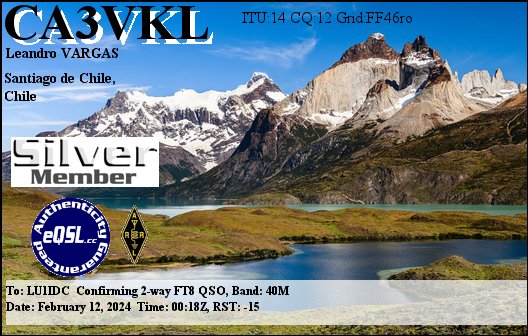 CA3VKL
ITU:14 CQ:12 Grid:FF46ro
Leandro VARGAS
Santiago de Chile,
Chile
Silver
Member
Authenticity
eQSL.cc
Guaranteed
To: LU1IDC Confirming 2-way FT8 QSO, Band: 40M
Date: February 12, 2024 Time: 00:18Z, RST: -15